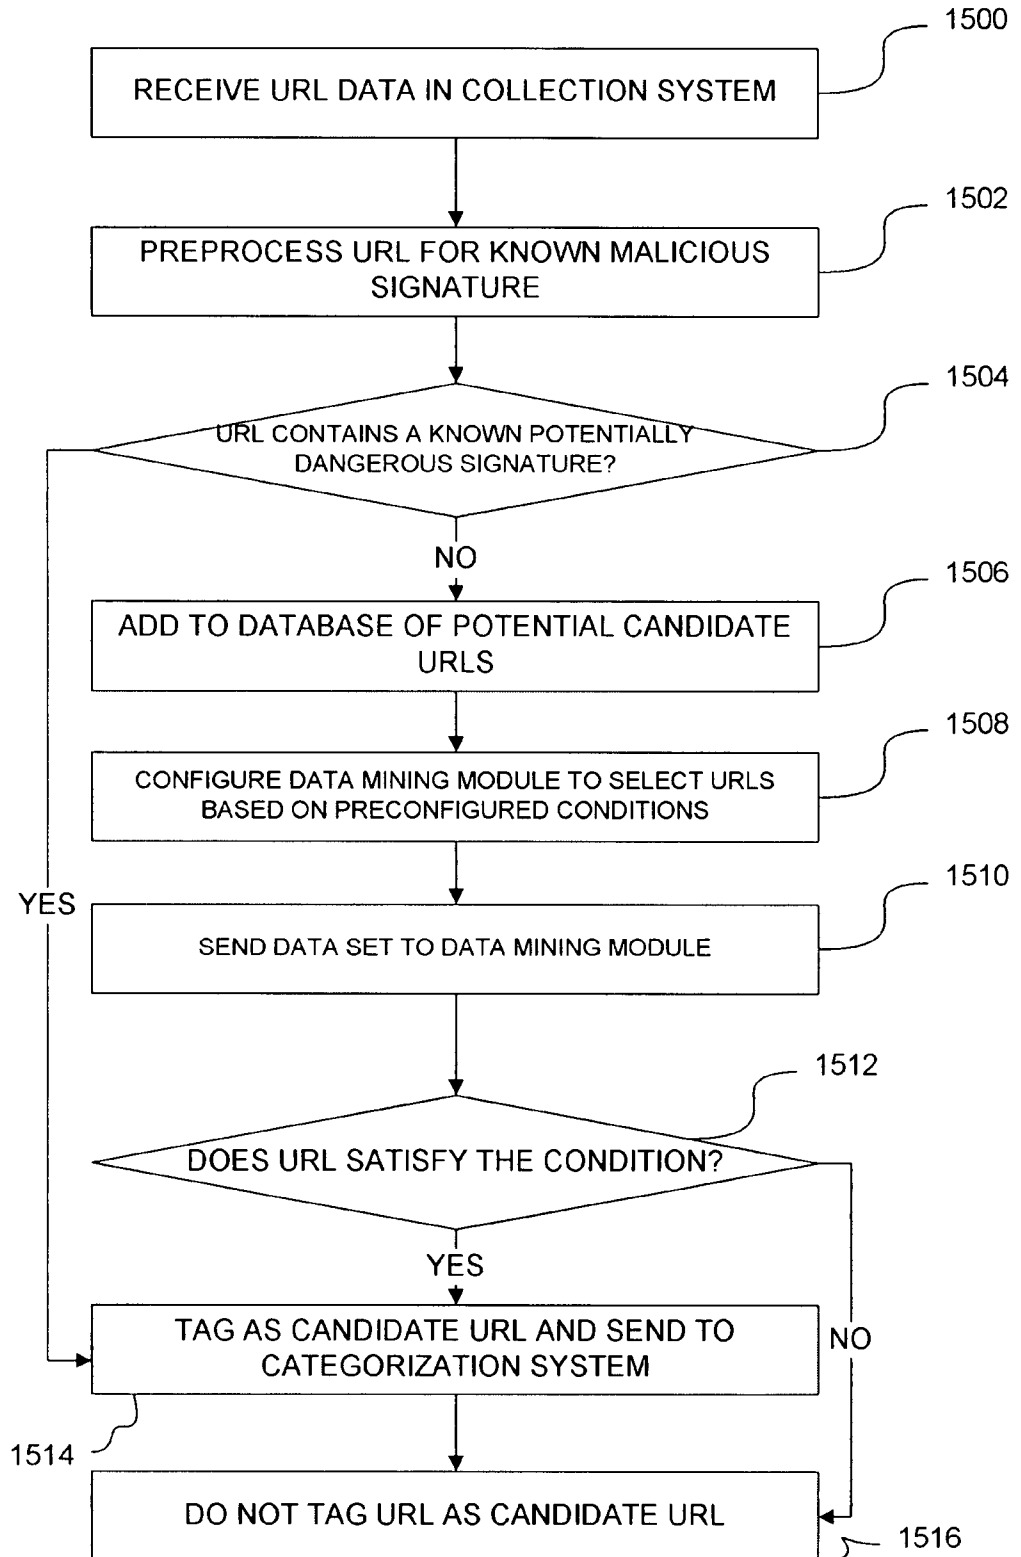 1500
RECEIVE URL DATA IN COLLECTION SYSTEM
1502
PREPROCESS URL FOR KNOWN MALICIOUS
SIGNATURE
1504
URL CONTAINS A KNOWN POTENTIALLY
DANGEROUS SIGNATURE?
NO
1506
ADD TO DATABASE OF POTENTIAL CANDIDATE
URLS
1508
CONFIGURE DATA MINING MODULE TO SELECT URLS
BASED ON PRECONFIGURED CONDITIONS
YES
1510
SEND DATA SET TO DATA MINING MODULE
1512
DOES URL SATISFY THE CONDITION?
YES
TAG AS CANDIDATE URL AND SEND TO
CATEGORIZATION SYSTEM
NO
1514
DO NOT TAG URL AS CANDIDATE URL
1516